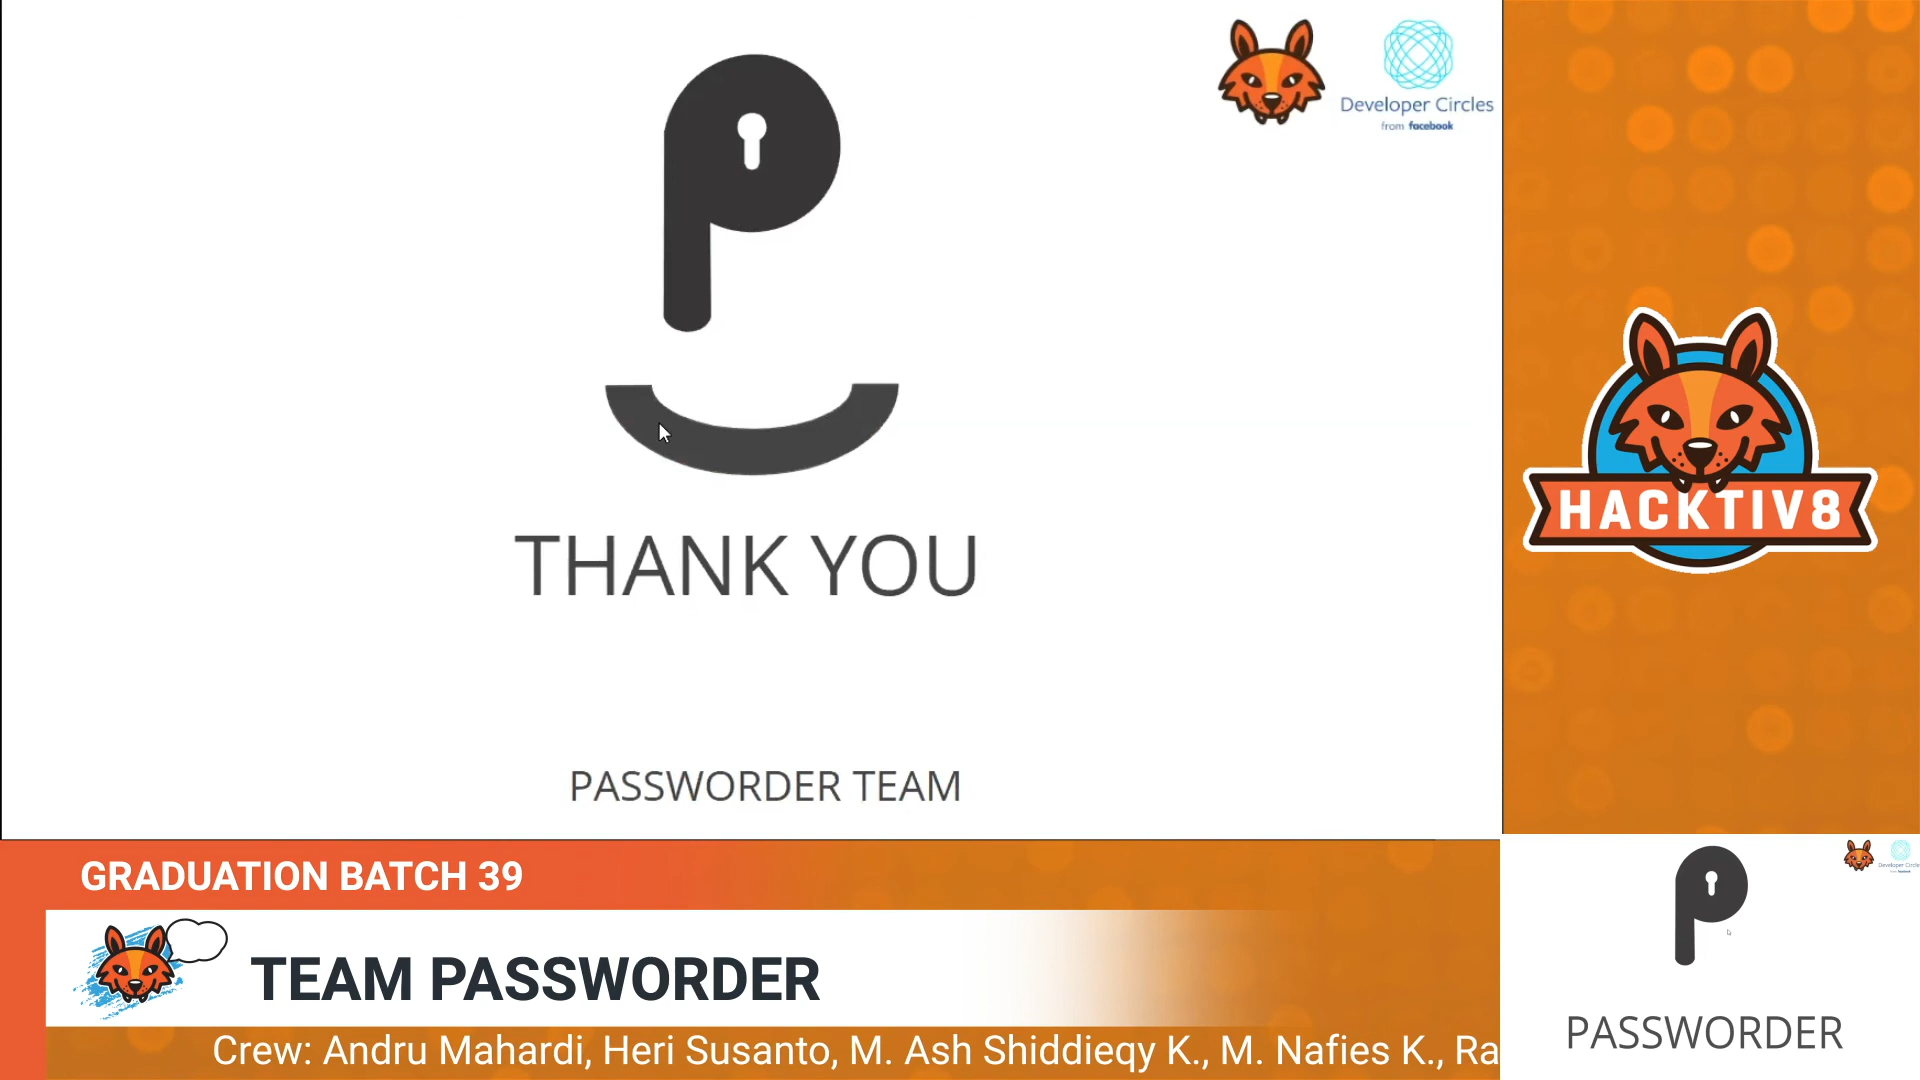 Developer Circles
from facebook
THANK YOU
PASSWORDER TEAM
HACKTIV8
GRADUATION BATCH 39
TEAM PASSWORDER
Crew: Andru Mahardi, Heri Susanto, M. Ash Shiddieqy K., M. Nafies K., Ra
PASSWORDER